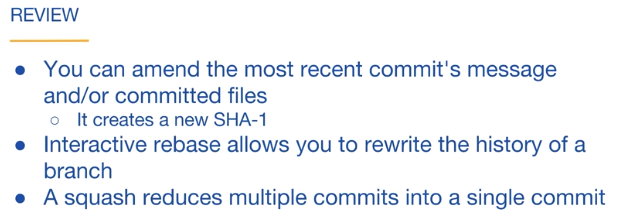 REVIEW
● You can amend the most recent commit's message
and/or committed files
○ It creates a new SHA-1
● Interactive rebase allows you to rewrite the history of a
branch
● A squash reduces multiple commits into a single commit